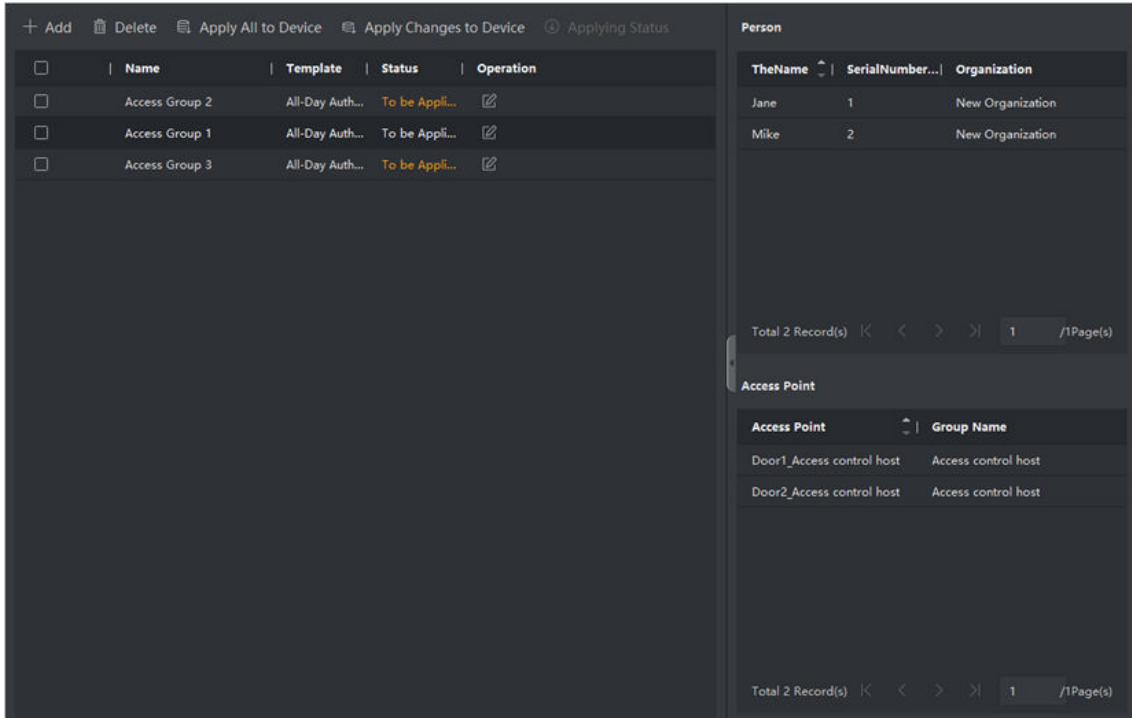 Add Delete Apply All to Device Apply Changes to Device Applying Status
Name Template Status Operation
Access Group 2 All-Day Auth... To be Appli...
Access Group 1 All-Day Auth... To be Appli...
Access Group 3 All-Day Auth... To be Appli...
Person
TheName SerialNumber... Organization
Jane 1 New Organization
Mike 2 New Organization
Total 2 Record(s) 1 /1Page(s)
Access Point
Access Point Group Name
Door1_Access control host Access control host
Door2_Access control host Access control host
Total 2 Record(s) 1 /1Page(s)